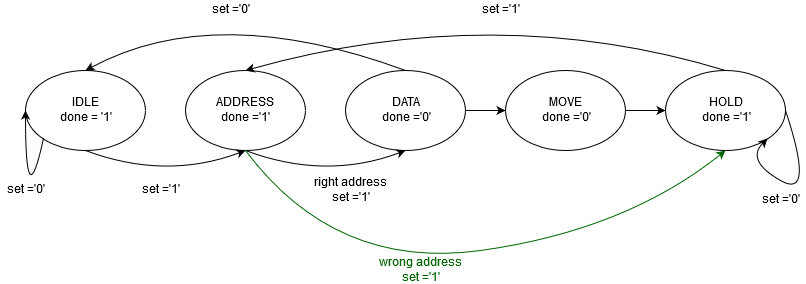 set ='0'
set ='1'
IDLE
done = '1'
ADDRESS
done ='1'
DATA
done ='0'
MOVE
done ='0'
HOLD
done ='1'
set ='0'
set ='1'
right address
set ='1'
set ='0'
wrong address
set ='1'